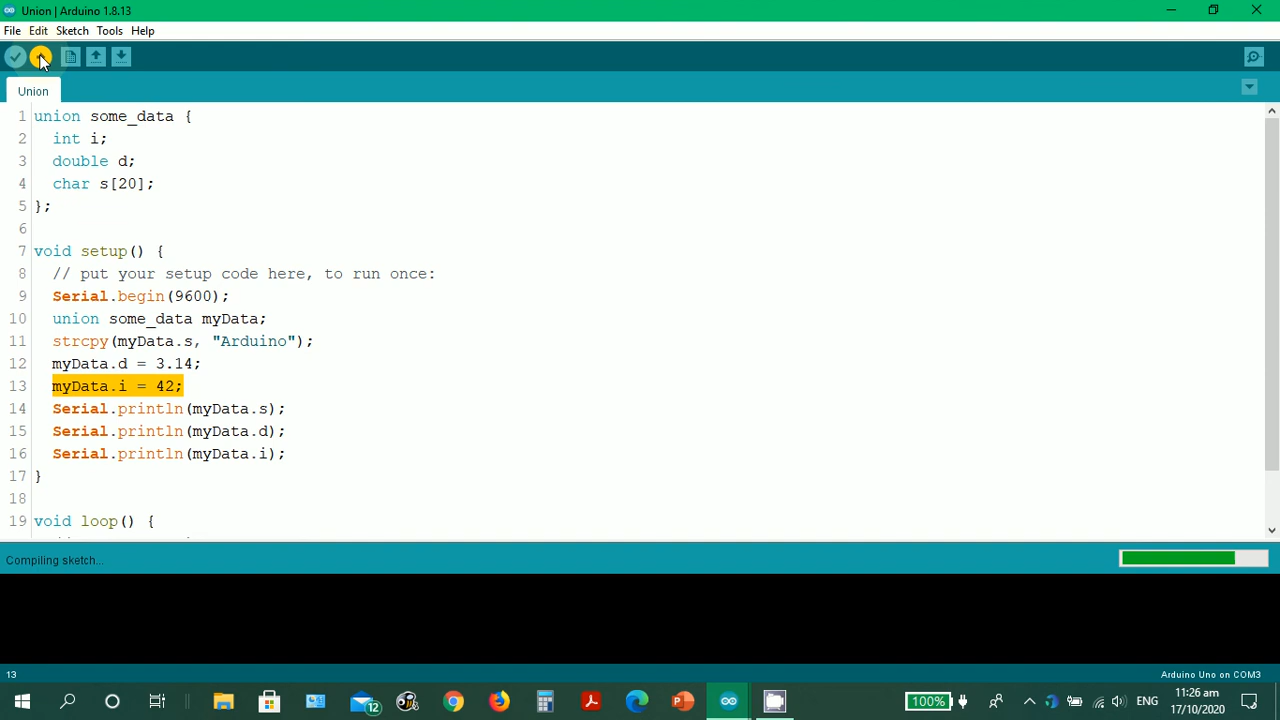 Union | Arduino 1.8.13
File Edit Sketch Tools Help
Union
1 union some_data {
2 int i;
3 double d;
4 char s[20];
5 };
6
7 void setup() {
8 // put your setup code here, to run once:
9 Serial.begin(9600);
10 union some_data myData;
11 strcpy(myData.s, "Arduino");
12 myData.d = 3.14;
13 myData.i = 42;
14 Serial.println(myData.s);
15 Serial.println(myData.d);
16 Serial.println(myData.i);
17 }
18
19 void loop() {
Compiling sketch...
13 Arduino Uno on COM3
12 100% ENG 11:26 am
17/10/2020